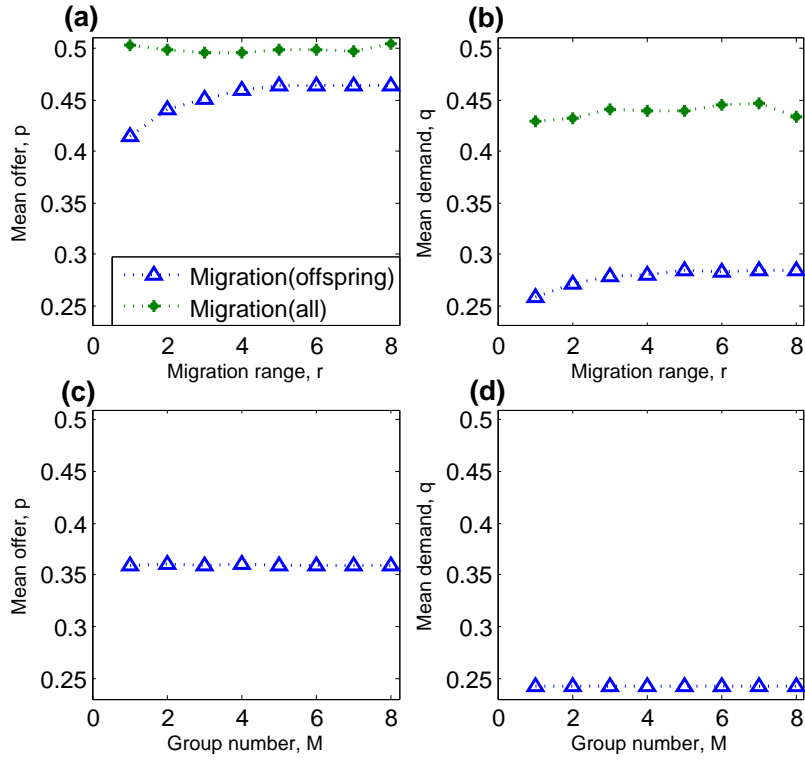 (a)
0.5
0.45
0.4
0.35
0.3
0.25
Mean offer, p
Migration(offspring)
Migration(all)
0 2 4 6 8
Migration range, r
(b)
0.5
0.45
0.4
0.35
0.3
0.25
Mean demand, q
0 2 4 6 8
Migration range, r
(c)
0.5
0.45
0.4
0.35
0.3
0.25
Mean offer, p
0 2 4 6 8
Group number, M
(d)
0.5
0.45
0.4
0.35
0.3
0.25
Mean demand, q
0 2 4 6 8
Group number, M